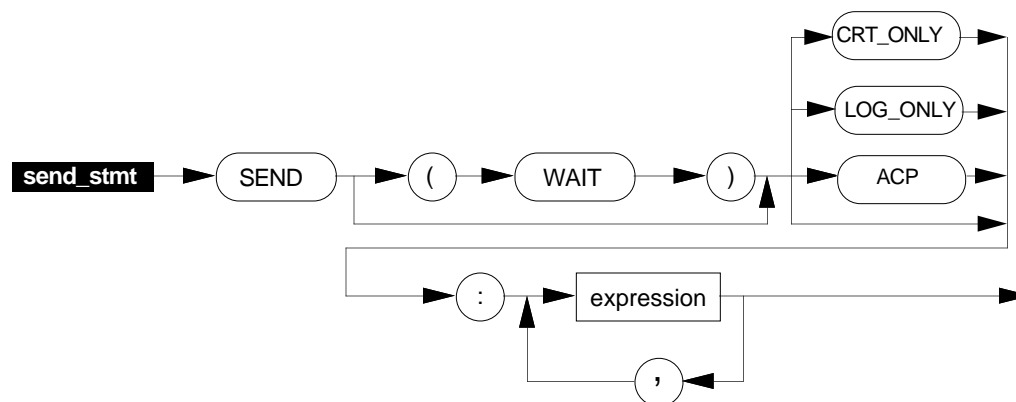 CRT_ONLY
LOG_ONLY
send_stmt SEND ( WAIT ) ACP
: expression
,